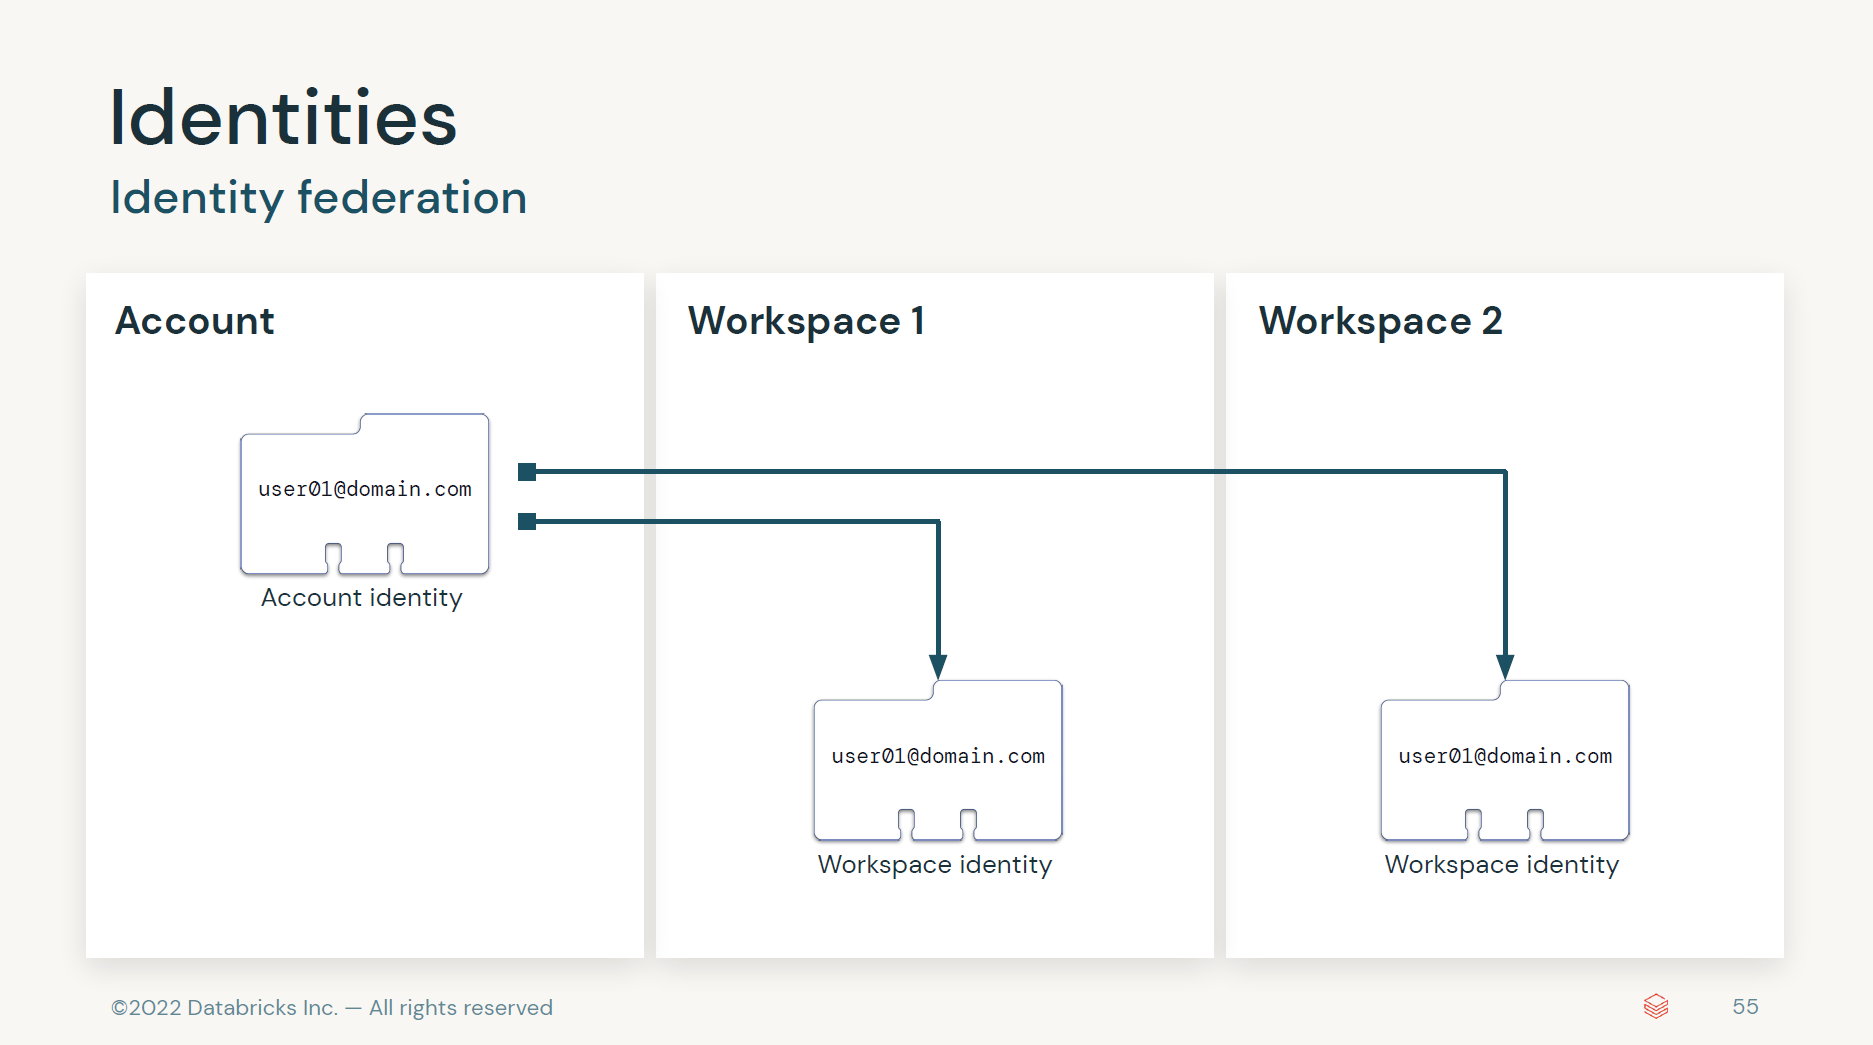 Identities
Identity federation
Account
Workspace 1
Workspace 2
user01@domain.com
Account identity
user01@domain.com
Workspace identity
user01@domain.com
Workspace identity
©2022 Databricks Inc. — All rights reserved
55